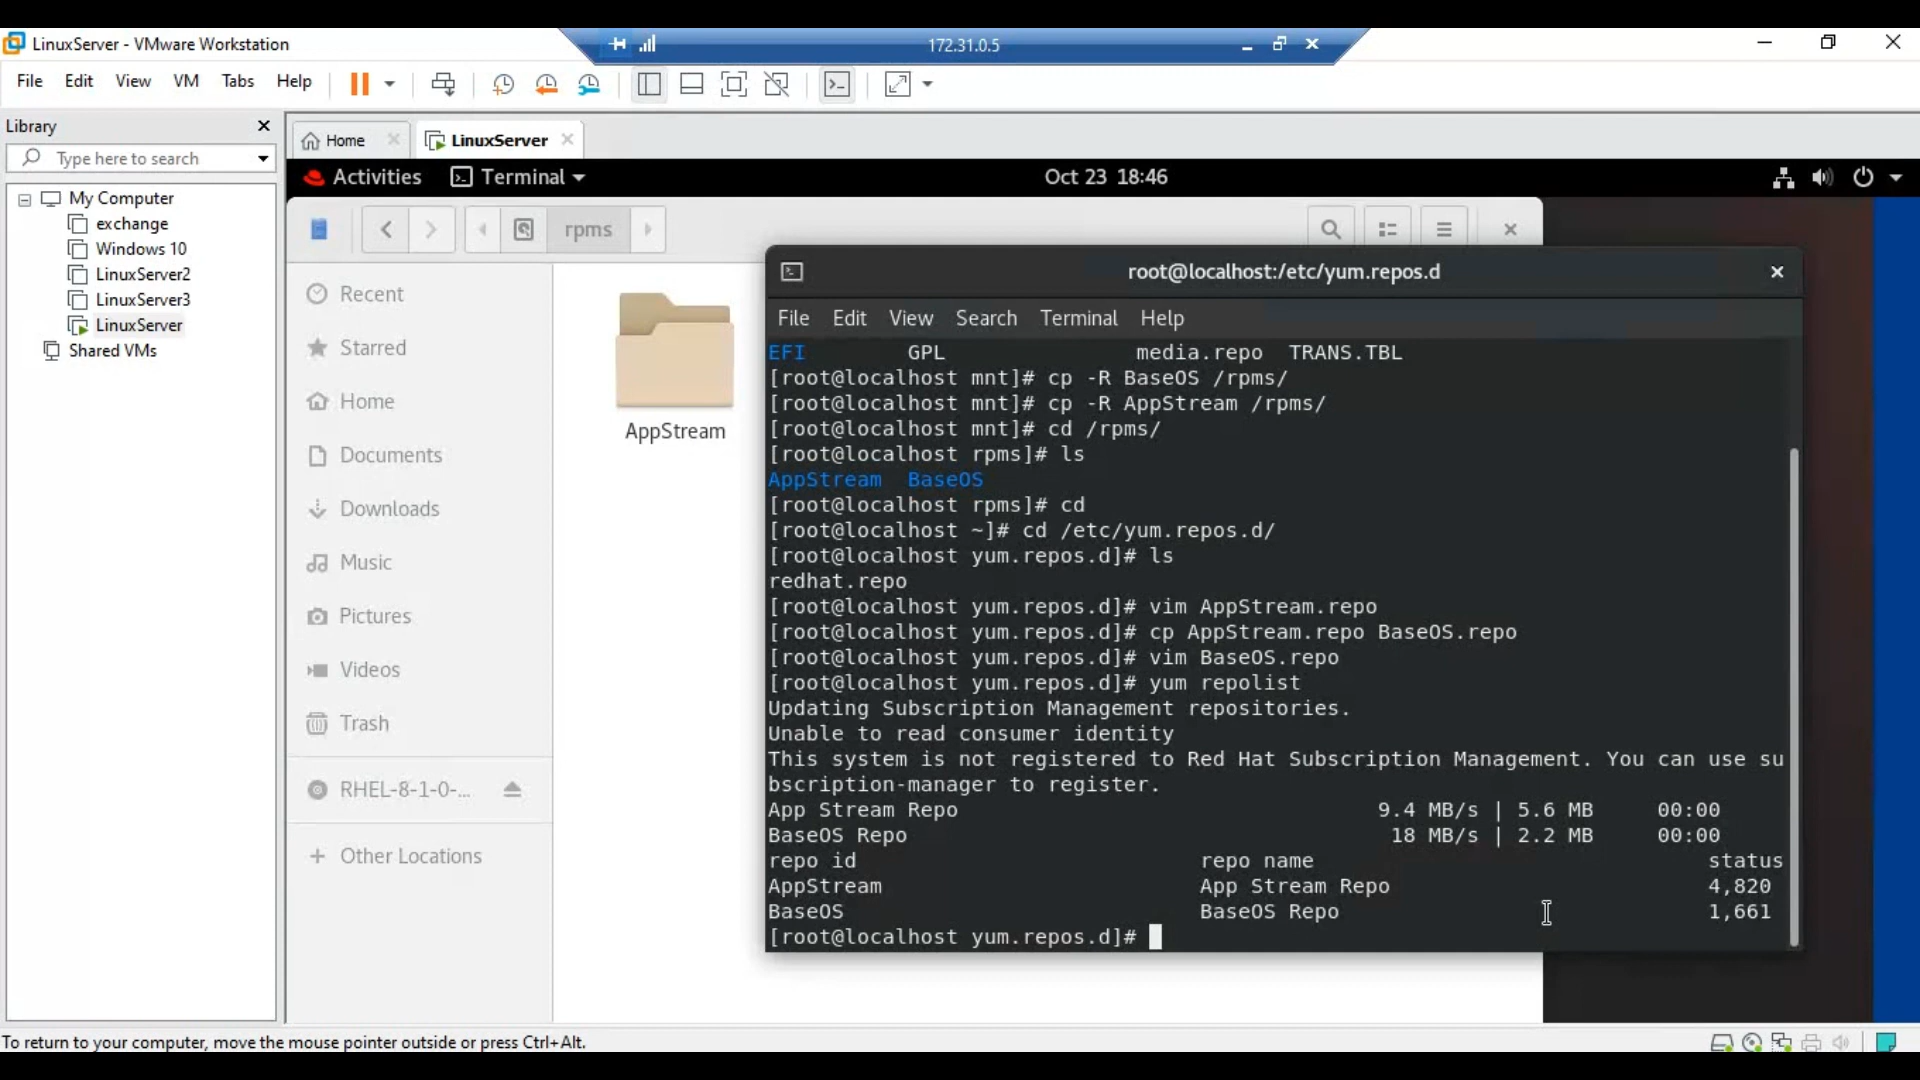 LinuxServer - VMware Workstation
172.31.0.5
File Edit View VM Tabs Help
Library
Type here to search
My Computer
exchange
Windows 10
LinuxServer2
LinuxServer3
LinuxServer
Shared VMs
Home
LinuxServer
Activities
Terminal
Oct 23 18:46
rpms
Recent
Starred
Home
Documents
Downloads
Music
Pictures
Videos
Trash
RHEL-8-1-0-...
+ Other Locations
AppStream
root@localhost:/etc/yum.repos.d
File Edit View Search Terminal Help
EFI GPL media.repo TRANS.TBL
[root@localhost mnt]# cp -R BaseOS /rpms/
[root@localhost mnt]# cp -R AppStream /rpms/
[root@localhost mnt]# cd /rpms/
[root@localhost rpms]# ls
AppStream BaseOS
[root@localhost rpms]# cd
[root@localhost ~]# cd /etc/yum.repos.d/
[root@localhost yum.repos.d]# ls
redhat.repo
[root@localhost yum.repos.d]# vim AppStream.repo
[root@localhost yum.repos.d]# cp AppStream.repo BaseOS.repo
[root@localhost yum.repos.d]# vim BaseOS.repo
[root@localhost yum.repos.d]# yum repolist
Updating Subscription Management repositories.
Unable to read consumer identity
This system is not registered to Red Hat Subscription Management. You can use su
bscription-manager to register.
App Stream Repo 9.4 MB/s | 5.6 MB 00:00
BaseOS Repo 18 MB/s | 2.2 MB 00:00
repo id repo name status
AppStream App Stream Repo 4,820
BaseOS BaseOS Repo 1,661
[root@localhost yum.repos.d]#
To return to your computer, move the mouse pointer outside or press Ctrl+Alt.